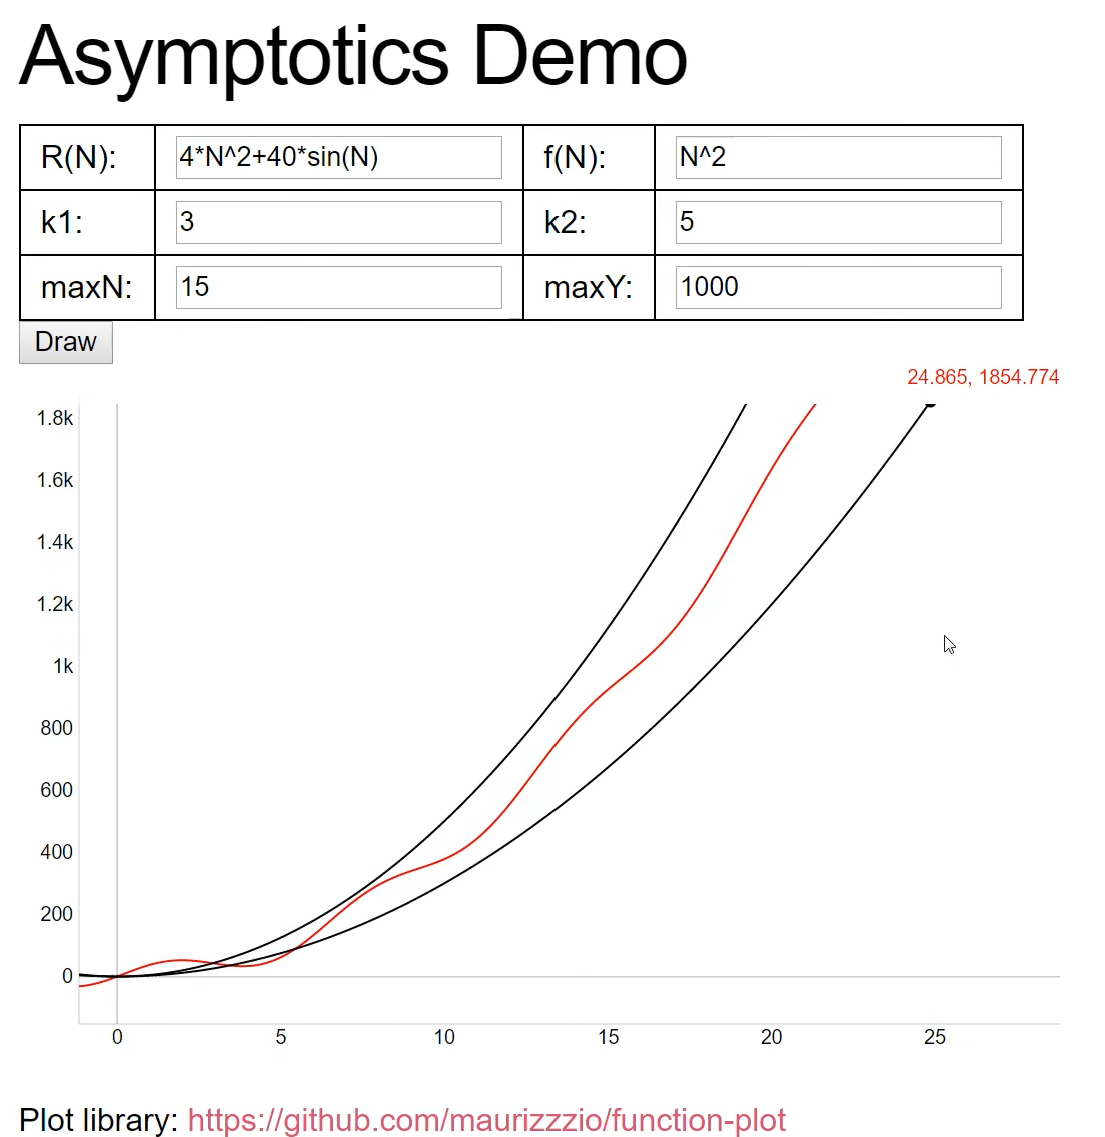 Asymptotics Demo
R(N): 4*N^2+40*sin(N) f(N): N^2
k1: 3 k2: 5
maxN: 15 maxY: 1000
Draw
24.865, 1854.774
1.8k
1.6k
1.4k
1.2k
1k
800
600
400
200
0
0 5 10 15 20 25
Plot library: https://github.com/maurizzzio/function-plot